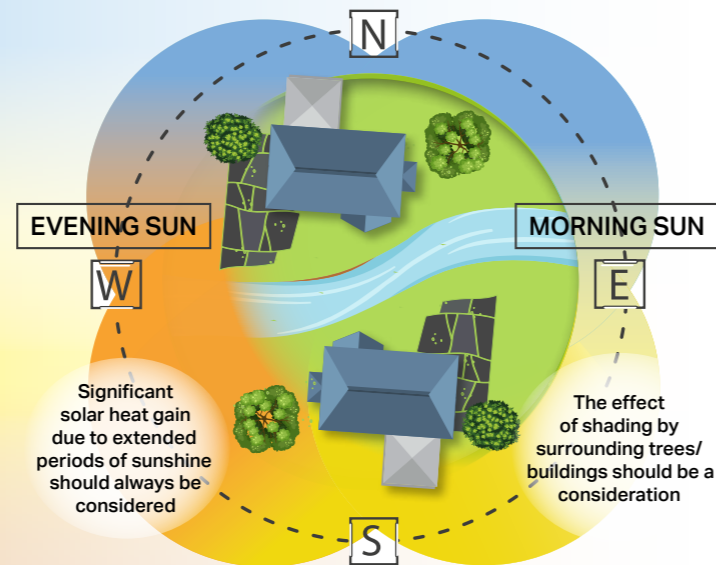 N
EVENING SUN
MORNING SUN
W
E
Significant
solar heat gain
due to extended
periods of sunshine
should always be
considered
The effect
of shading by
surrounding trees/
buildings should be a
consideration
S